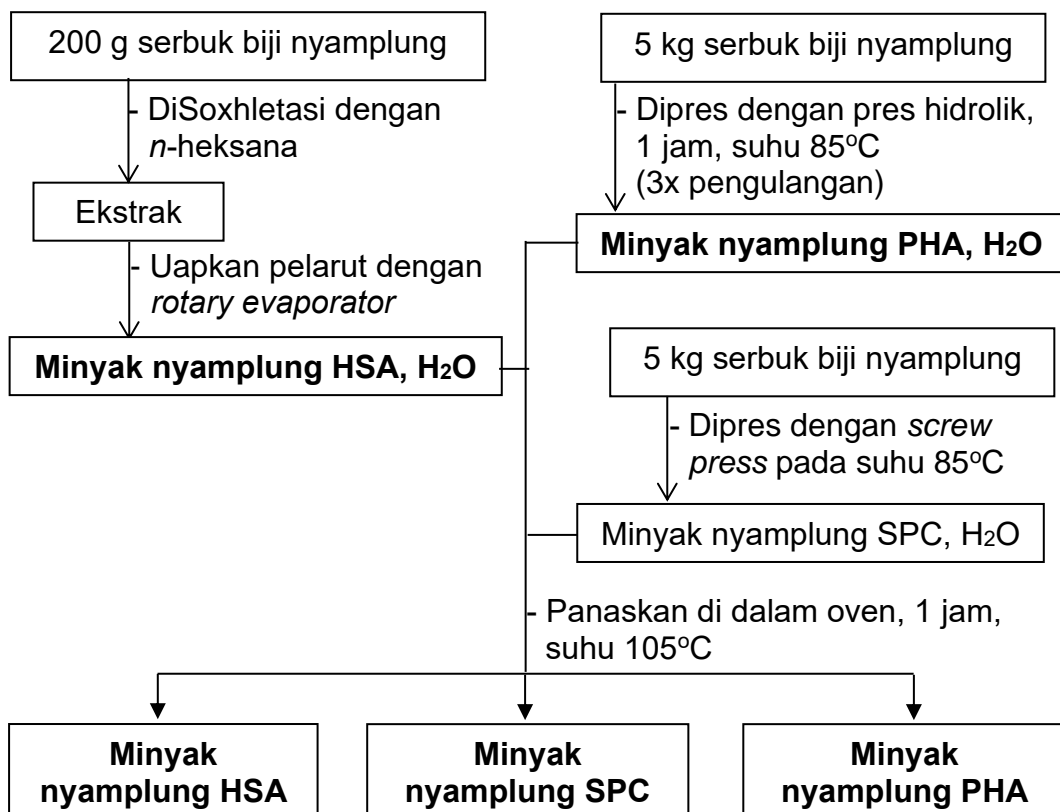 200 g serbuk biji nyamplung
- DiSoxhletasi dengan
n-heksana
Ekstrak
- Uapkan pelarut dengan
rotary evaporator
Minyak nyamplung HSA, H2O
5 kg serbuk biji nyamplung
- Dipres dengan pres hidrolik,
1 jam, suhu 85oC
(3x pengulangan)
Minyak nyamplung PHA, H2O
5 kg serbuk biji nyamplung
- Dipres dengan screw
press pada suhu 85oC
Minyak nyamplung SPC, H2O
- Panaskan di dalam oven, 1 jam,
suhu 105oC
Minyak
nyamplung HSA
Minyak
nyamplung SPC
Minyak
nyamplung PHA